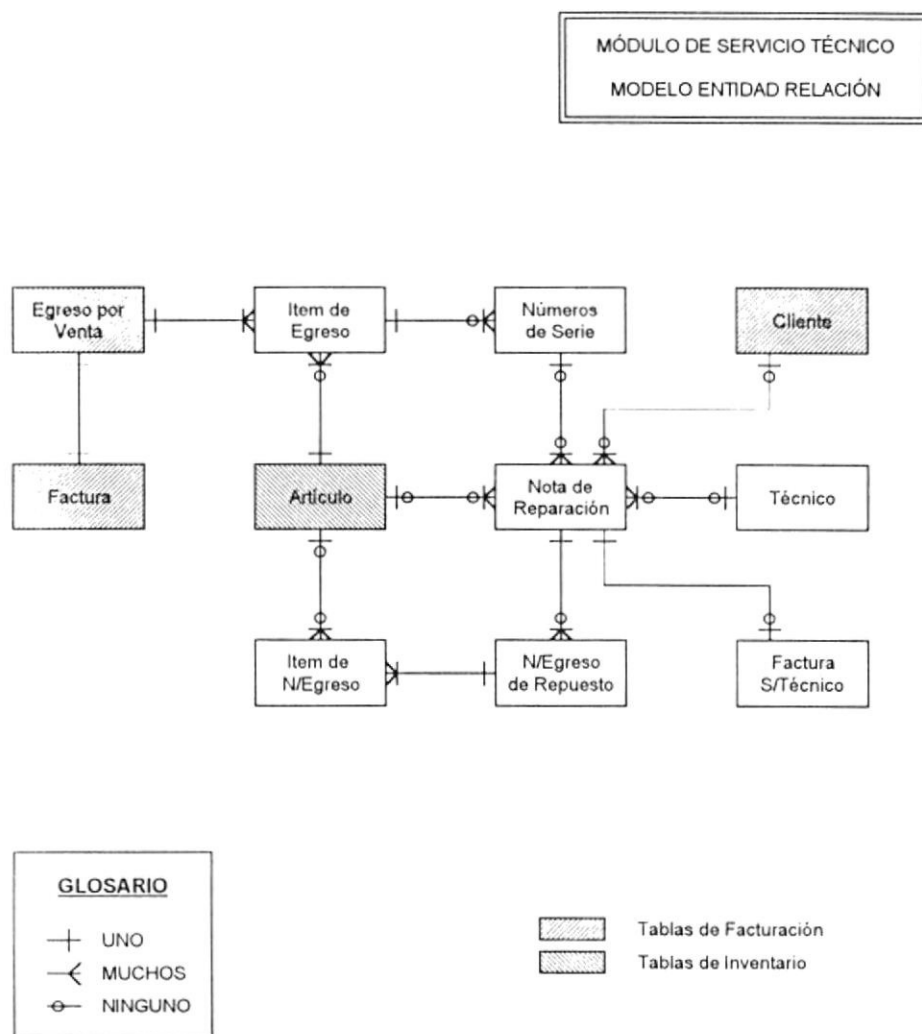 MÓDULO DE SERVICIO TÉCNICO
MODELO ENTIDAD RELACIÓN
Egreso por
Venta
Item de
Egreso
Números
de Serie
Cliente
Factura
Artículo
Nota de
Reparación
Técnico
Item de
N/Egreso
N/Egreso
de Repuesto
Factura
S/Técnico
GLOSARIO
UNO
MUCHOS
NINGUNO
Tablas de Facturación
Tablas de Inventario